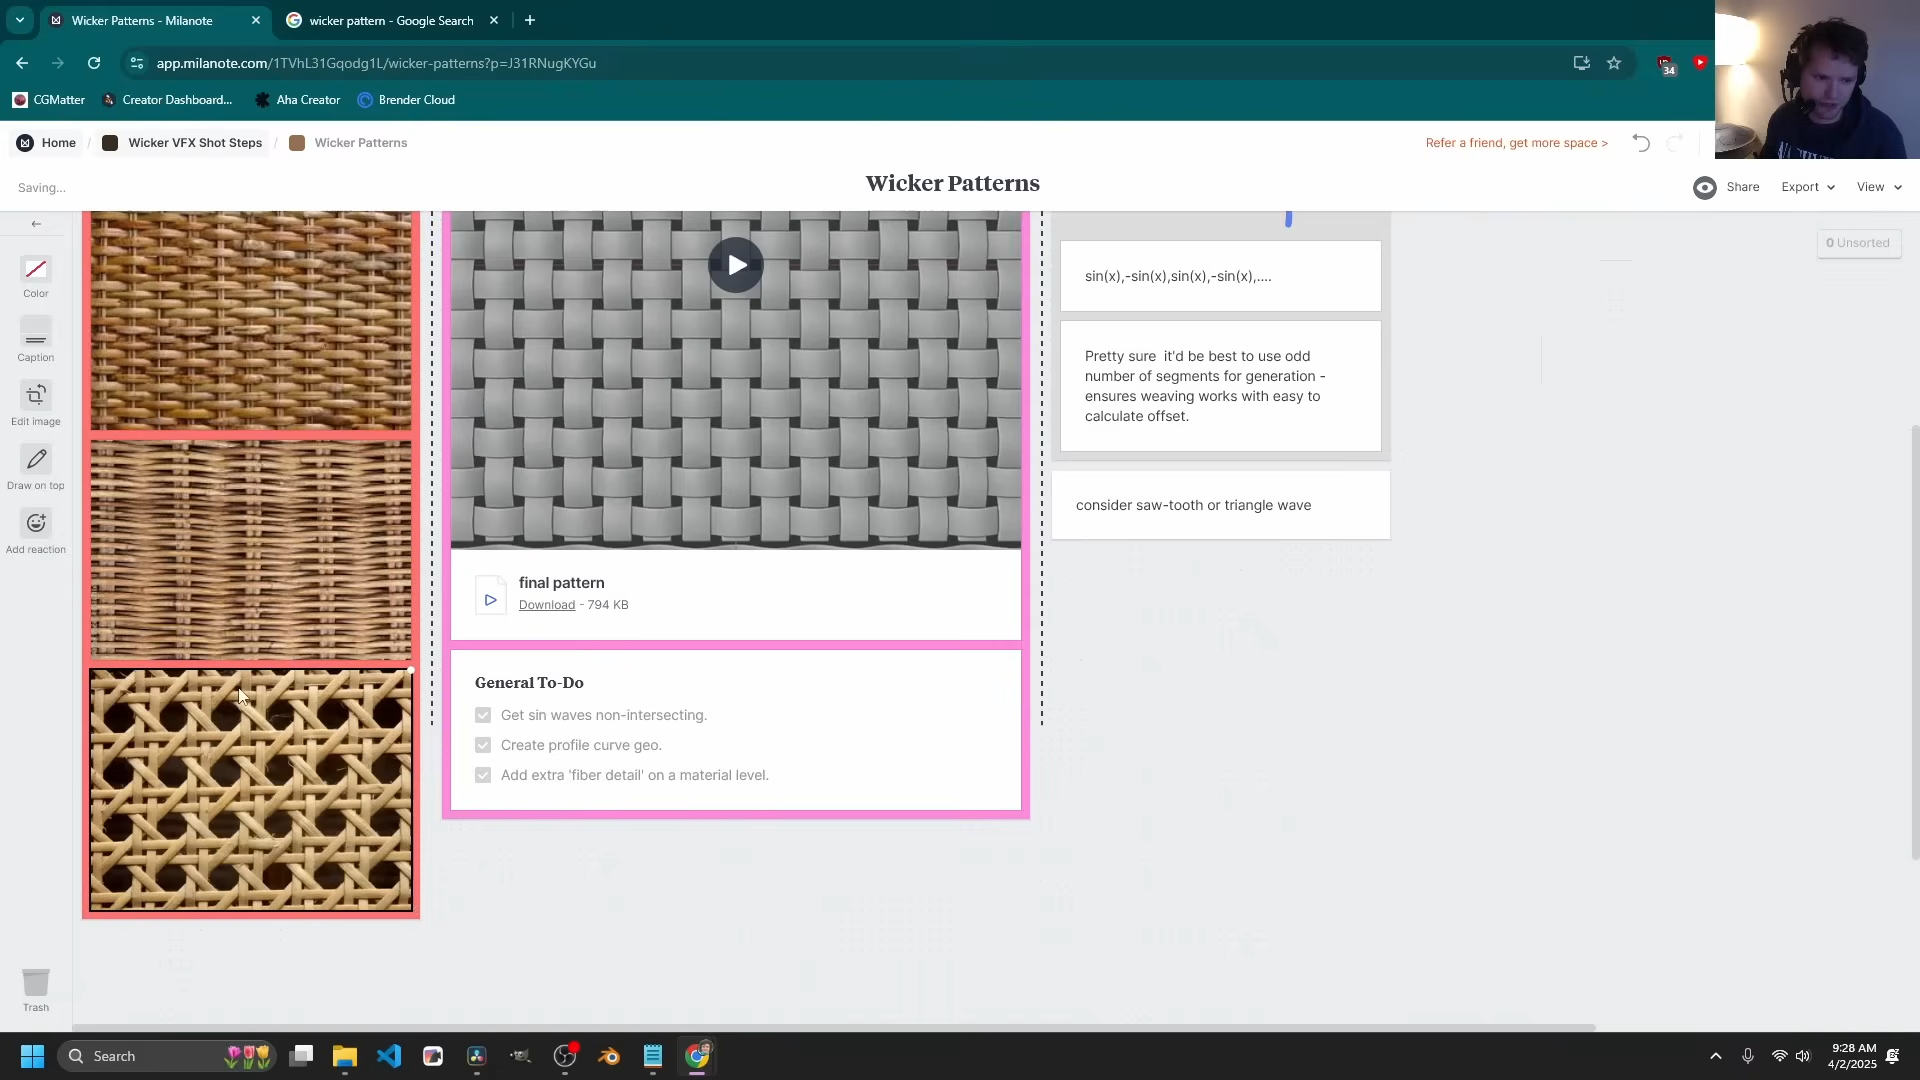 Wicker Patterns - Milanote
wicker pattern - Google Search
app.milanote.com/1TVhL31Gqodg1L/wicker-patterns?p=J31RNugKYGu
34
CGMatter
Creator Dashboard...
Aha Creator
Brender Cloud
Home / Wicker VFX Shot Steps / Wicker Patterns
Refer a friend, get more space >
Saving...
Wicker Patterns
Share
Export
View
0 Unsorted
Color
Caption
Edit image
Draw on top
Add reaction
Trash
final pattern
Download - 794 KB
General To-Do
Get sin waves non-intersecting.
Create profile curve geo.
Add extra 'fiber detail' on a material level.
sin(x),-sin(x),sin(x),-sin(x),....
Pretty sure  it'd be best to use odd
number of segments for generation -
ensures weaving works with easy to
calculate offset.
consider saw-tooth or triangle wave
Search
9:28 AM
4/2/2025